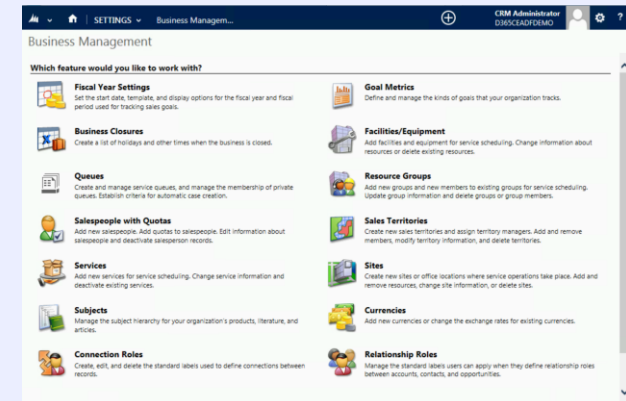 SETTINGS
Business Managem...
CRM Administrator
D365CEADFDEMO
?
Business Management
Which feature would you like to work with?
Fiscal Year Settings
Set the start date, template, and display options for the fiscal year and fiscal
period used for tracking sales goals.
Goal Metrics
Define and manage the kinds of goals that your organization tracks.
Business Closures
Create a list of holidays and other times when the business is closed.
Facilities/Equipment
Add facilities and equipment for service scheduling. Change information about
resources or delete existing resources.
Queues
Create and manage service queues, and manage the membership of private
queues. Establish criteria for automatic case creation.
Resource Groups
Add new groups and new members to existing groups for service scheduling.
Update group information and delete groups or group members.
Salespeople with Quotas
Add new salespeople. Add quotas to salespeople. Edit information about
salespeople and deactivate salesperson records.
Sales Territories
Create new sales territories and assign territory managers. Add and remove
members, modify territory information, and delete territories.
Services
Add new services for service scheduling. Change service information and
deactivate existing services.
Sites
Create new sites or office locations where service operations take place. Add and
remove resources, change site information, or delete sites.
Subjects
Manage the subject hierarchy for your organization's products, literature, and
articles.
Currencies
Add new currencies or change the exchange rates for existing currencies.
Connection Roles
Create, edit, and delete the standard labels used to define connections between
records.
Relationship Roles
Manage the standard labels users can apply when they define relationship roles
between accounts, contacts, and opportunities.